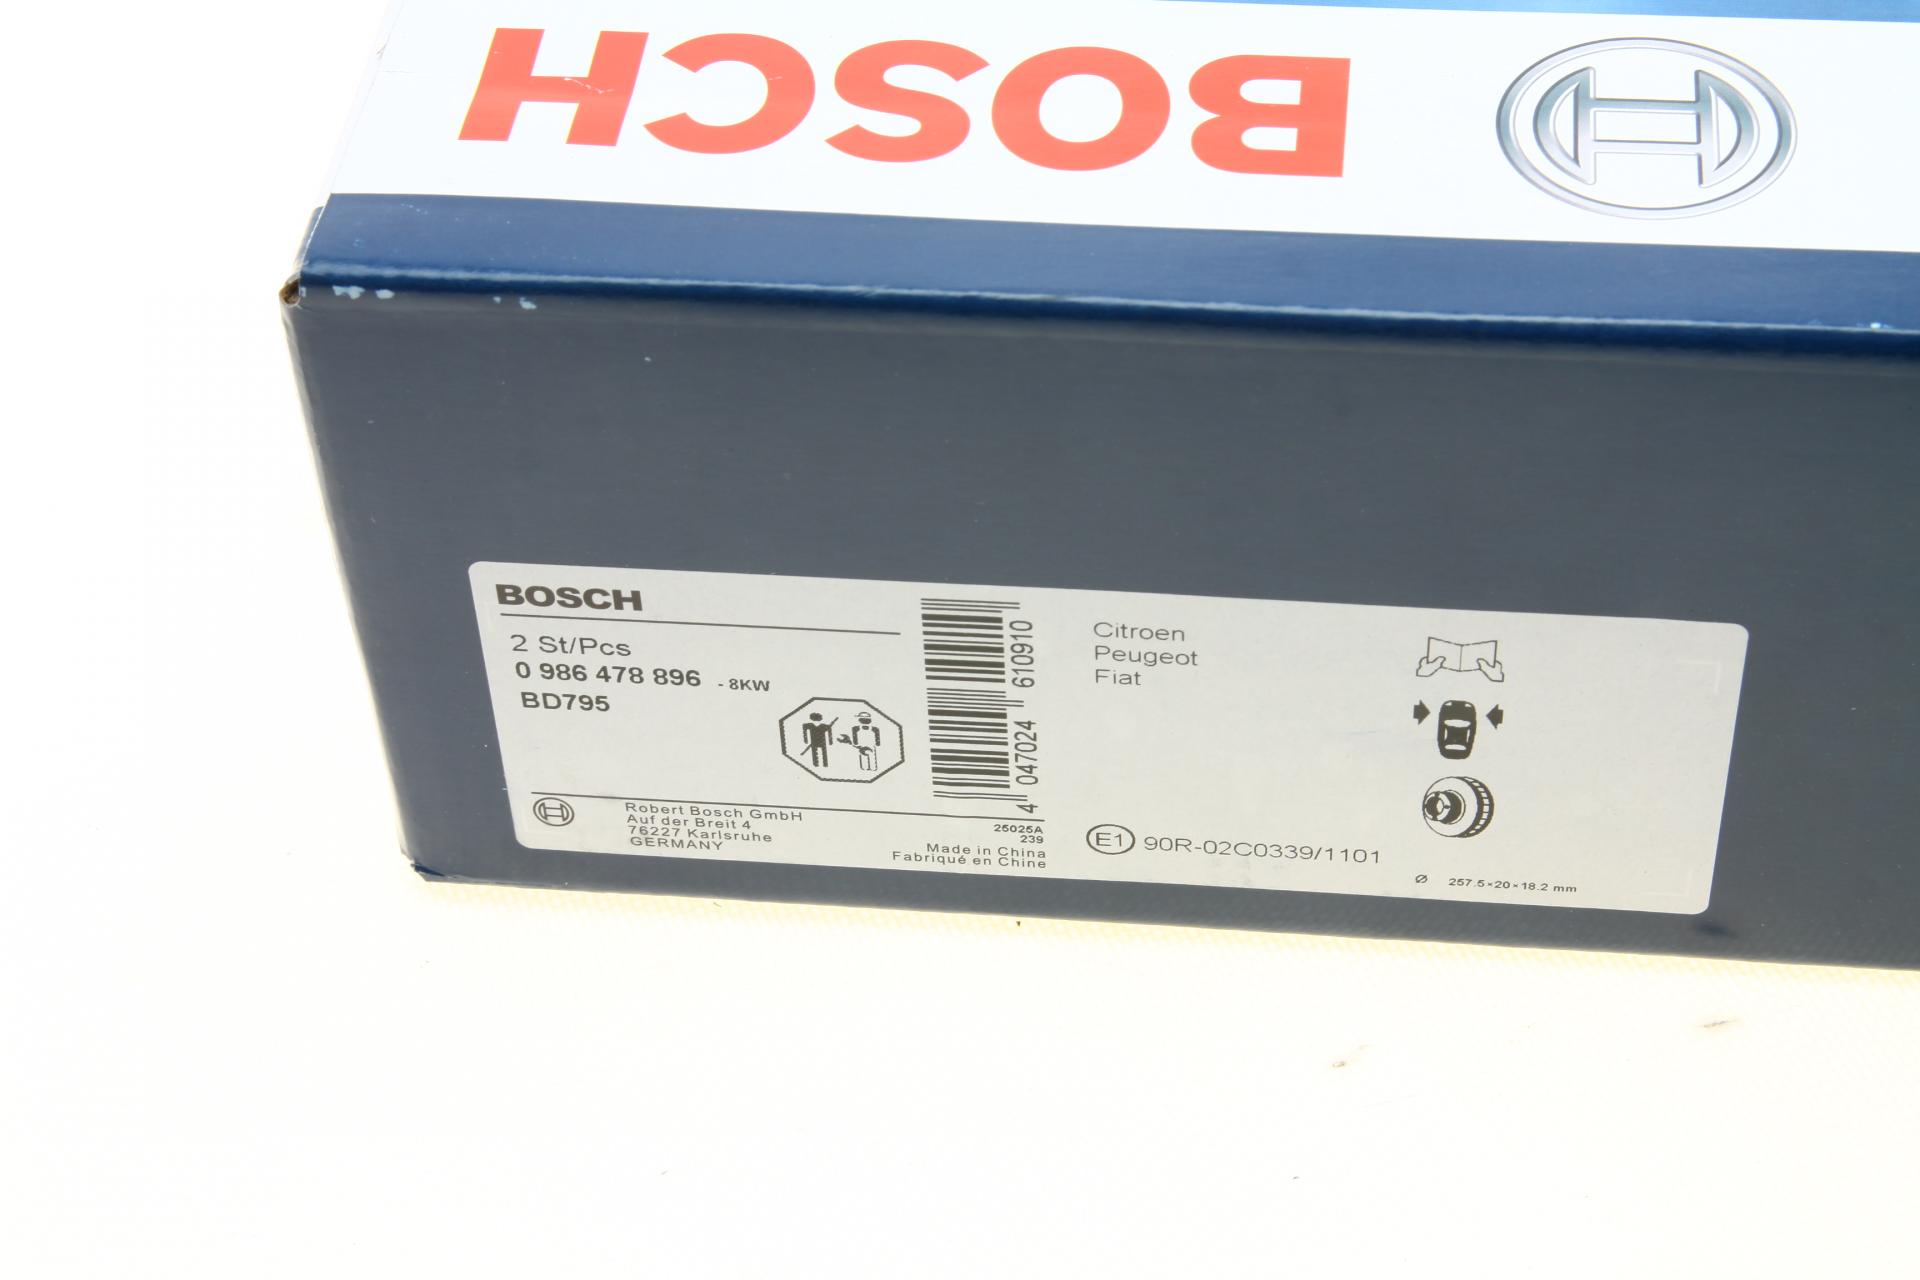 BOSCH
BOSCH
2 St/Pcs
0 986 478 896 - 8KW
BD795
4 047024 610910
Robert Bosch GmbH
Auf der Breit 4
76227 Karlsruhe
GERMANY
25025A
239
Made in China
Fabriqué en Chine
Citroen
Peugeot
Fiat
E1 90R-02C0339/1101
Ø 257.5×20×18.2 mm